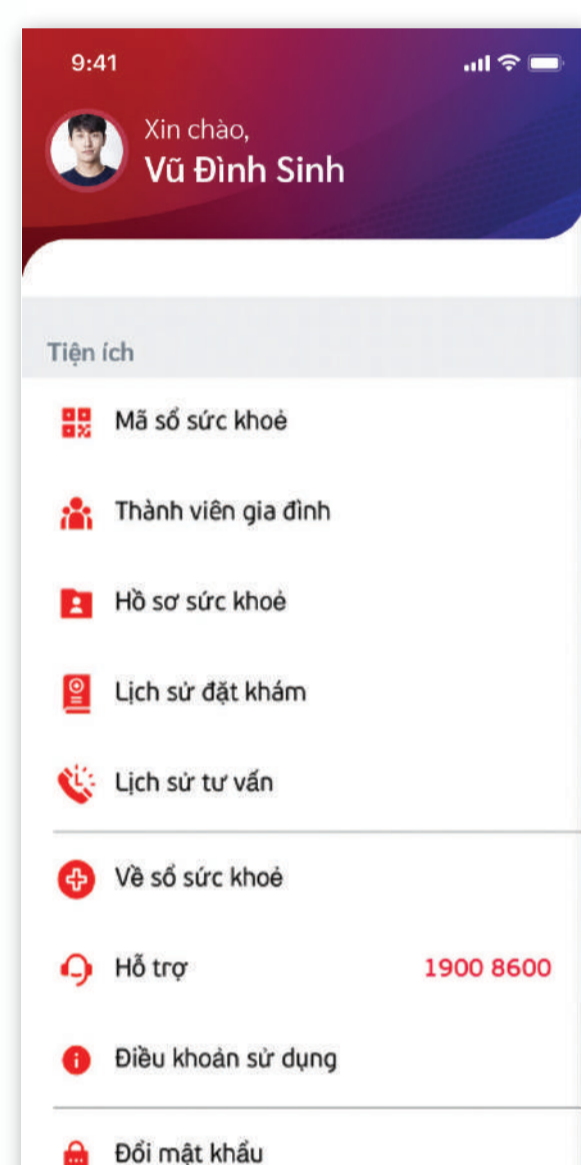 9:41
Xin chào,
Vũ Đình Sinh
Tiện ích
Mã sổ sức khoẻ
Thành viên gia đình
Hồ sơ sức khoẻ
Lịch sử đặt khám
Lịch sử tư vấn
Về sổ sức khoẻ
Hỗ trợ 1900 8600
Điều khoản sử dụng
Đổi mật khẩu